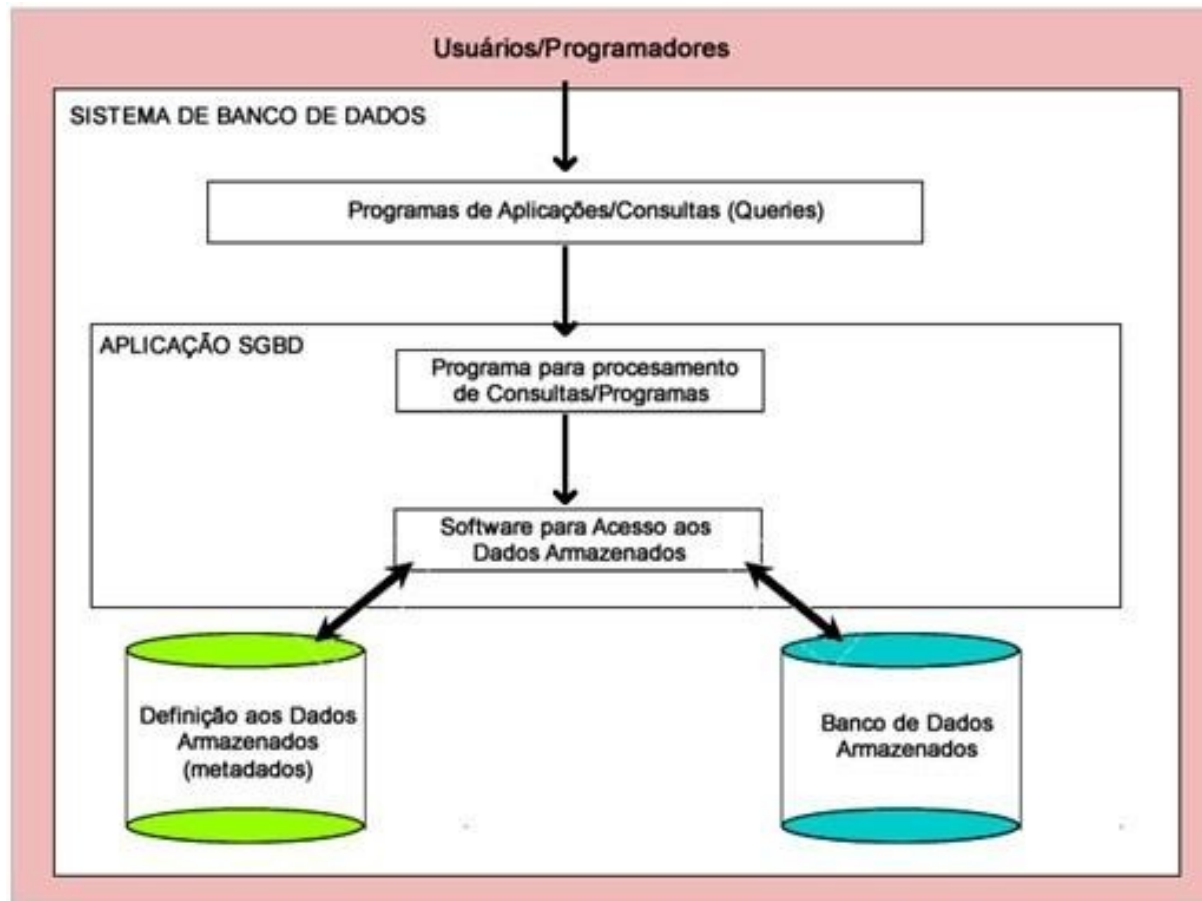 Usuários/Programadores
SISTEMA DE BANCO DE DADOS
Programas de Aplicações/Consultas (Queries)
APLICAÇÃO SGBD
Programa para procesamento
de Consultas/Programas
Software para Acesso aos
Dados Armazenados
Definição aos Dados
Armazenados
(metadados)
Banco de Dados
Armazenados